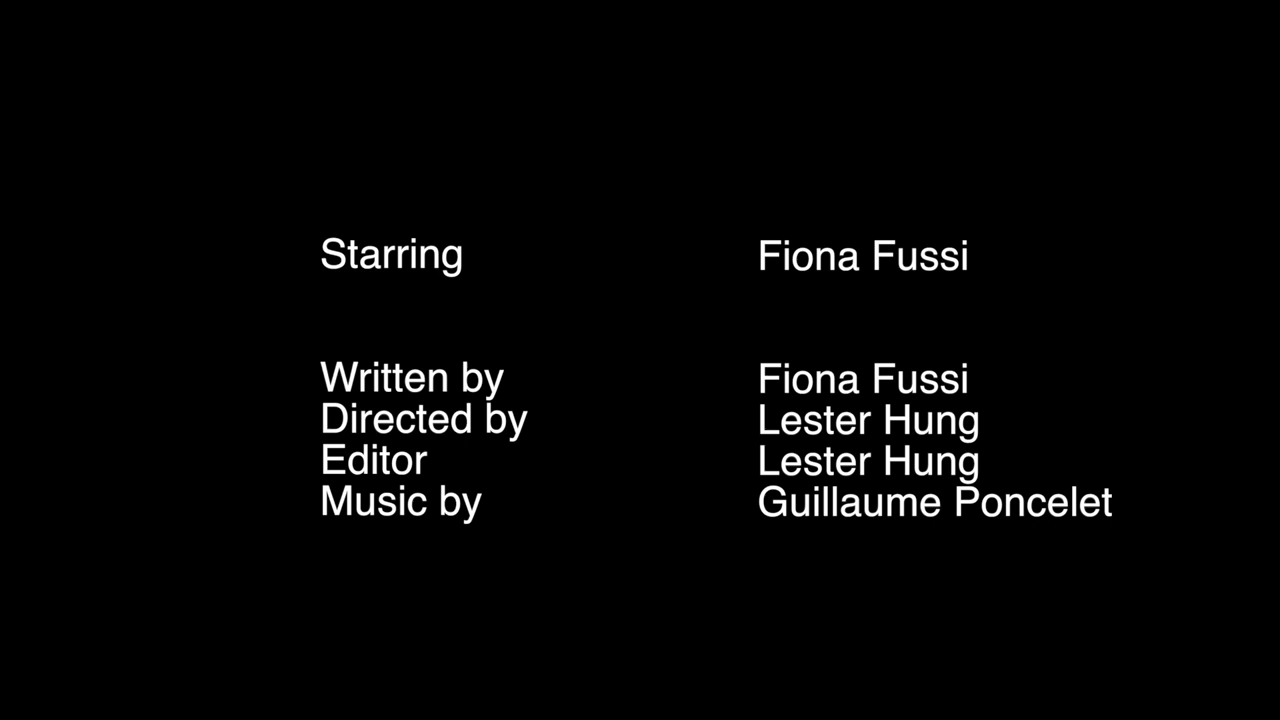 Starring Fiona Fussi
Written by Fiona Fussi
Directed by Lester Hung
Editor Lester Hung
Music by Guillaume Poncelet